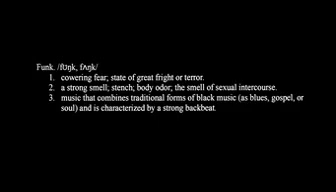 Funk. /fʊŋk, fʌŋk/
1. cowering fear; state of great fright or terror.
2. a strong smell; stench; body odor; the smell of sexual intercourse.
3. music that combines traditional forms of black music (as blues, gospel, or
soul) and is characterized by a strong backbeat.